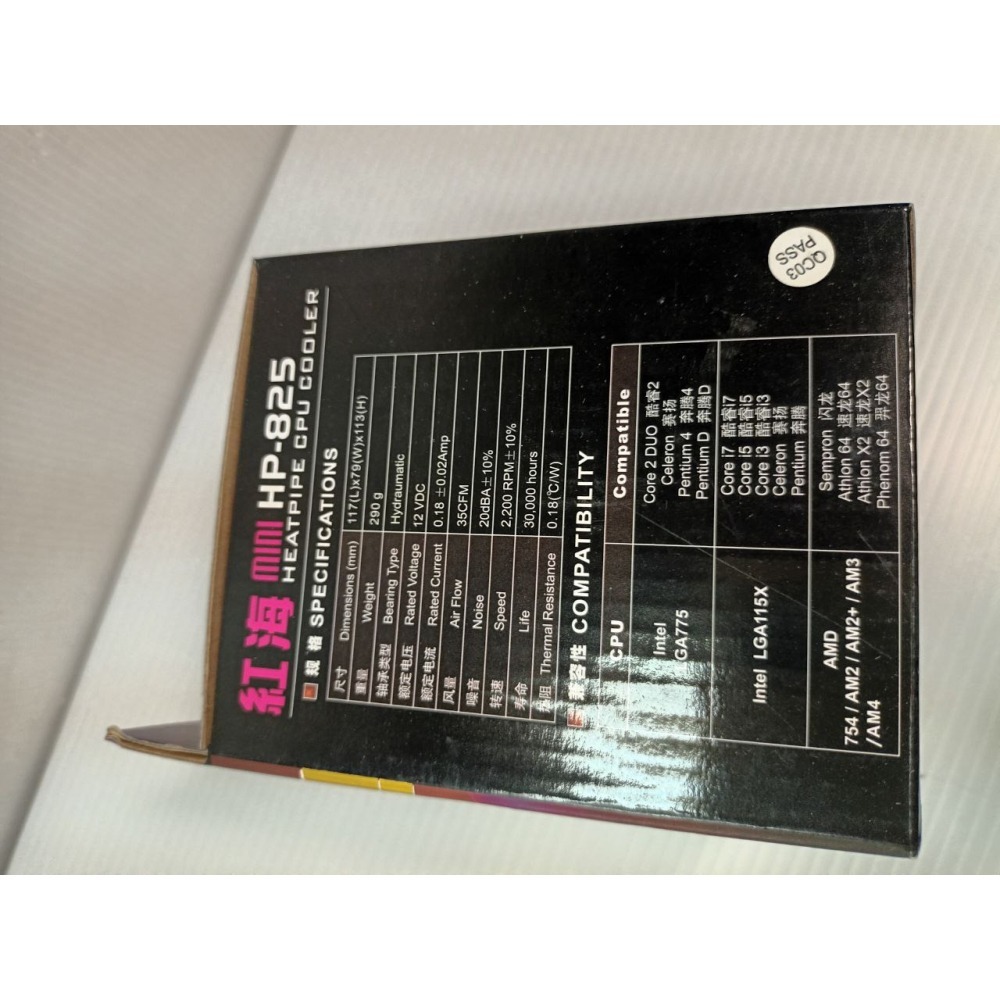 紅海 MINI HP-825
HEATPIPE CPU COOLER
规格 SPECIFICATIONS
尺寸 Dimensions (mm) 117(L)x79(W)x113(H)
重量 Weight 290 g
轴承类型 Bearing Type Hydraumatic
额定电压 Rated Voltage 12 VDC
额定电流 Rated Current 0.18 ±0.02Amp
风量 Air Flow 35CFM
噪音 Noise 20dBA±10%
转速 Speed 2,200 RPM±10%
寿命 Life 30,000 hours
热阻 Thermal Resistance 0.18(℃/W)
兼容性 COMPATIBILITY
CPU Compatible
Intel
GA775
Core 2 DUO 酷睿2
Celeron 赛扬
Pentium 4 奔腾4
Pentium D 奔腾D
Intel LGA115X
Core i7 酷睿i7
Core i5 酷睿i5
Core i3 酷睿i3
Celeron 赛扬
Pentium 奔腾
AMD
754 / AM2 / AM2+ / AM3
/AM4
Sempron 闪龙
Athlon 64 速龙64
Athlon X2 速龙X2
Phenom 64 羿龙64
QC03
PASS